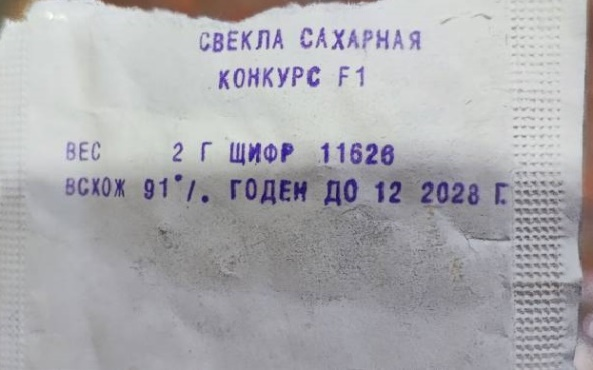 СВЕКЛА САХАРНАЯ
КОНКУРС F1
ВЕС 2 Г ШИФР 11626
ВСХОЖ 91°/. ГОДЕН ДО 12 2028 Г.